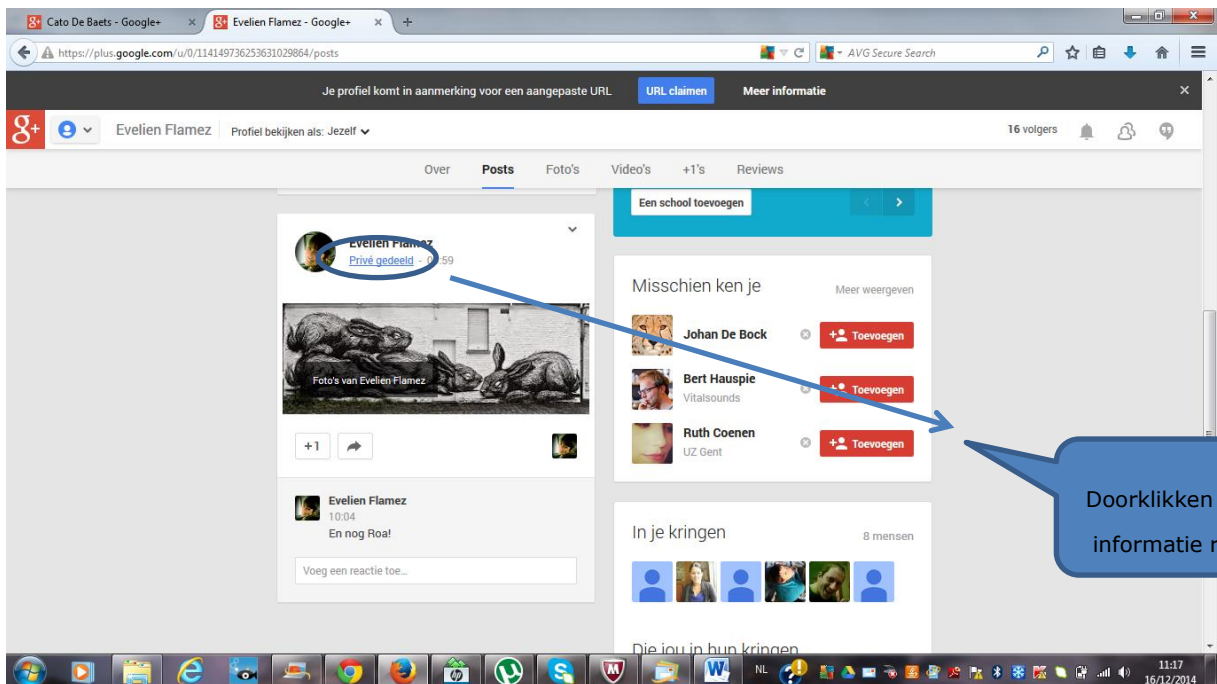 Cato De Baets - Google+
Evelien Flamez - Google+
https://plus.google.com/u/0/114149736253631029864/posts
AVG Secure Search
Je profiel komt in aanmerking voor een aangepaste URL
URL claimen
Meer informatie
Evelien Flamez
Profiel bekijken als: Jezelf
16 volgers
Over
Posts
Foto's
Video's
+1's
Reviews
Een school toevoegen
Evelien Flamez
Privé gedeeld -
:59
Foto's van Evelien Flamez
+1
Evelien Flamez
10:04
En nog Roa!
Voeg een reactie toe...
Misschien ken je
Meer weergeven
Johan De Bock
Toevoegen
Bert Hauspie
Vitalsounds
Toevoegen
Ruth Coenen
UZ Gent
Toevoegen
In je kringen
8 mensen
Die jou in hun kringen
Doorklikken
informatie
NL
11:17
16/12/2014